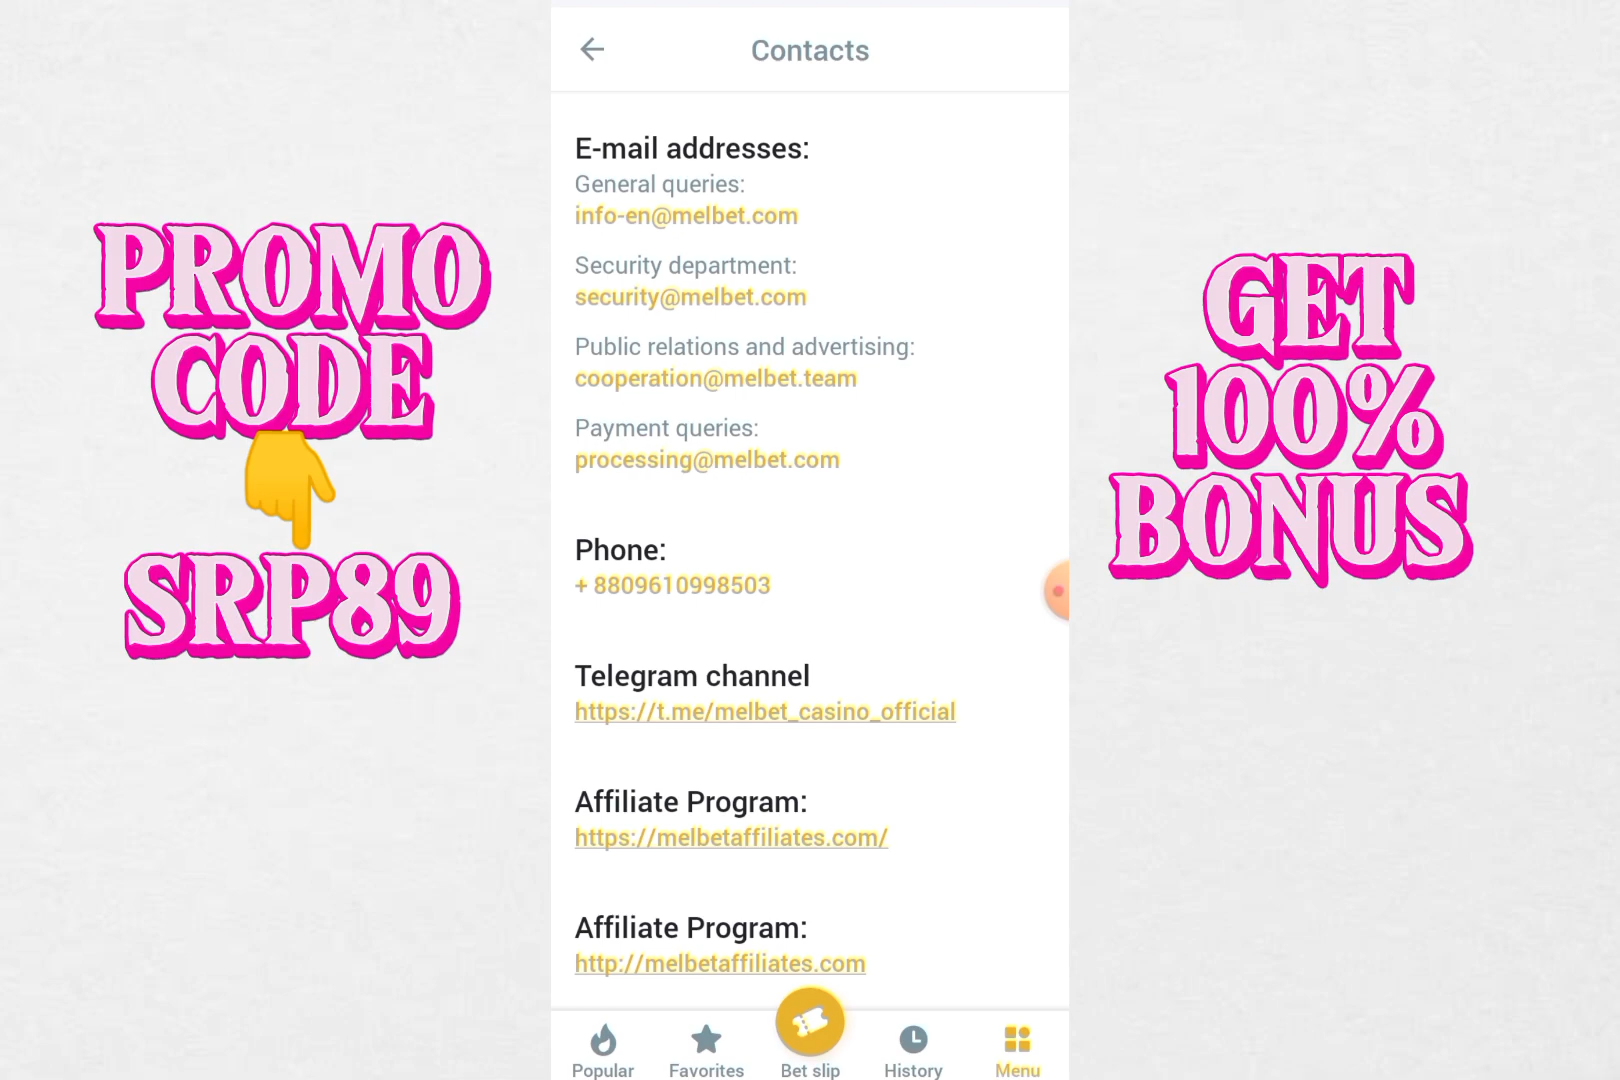 PROMO
CODE
SRP89
Contacts
E-mail addresses:
General queries:
info-en@melbet.com
Security department:
security@melbet.com
Public relations and advertising:
cooperation@melbet.team
Payment queries:
processing@melbet.com
Phone:
+ 8809610998503
Telegram channel
https://t.me/melbet_casino_official
Affiliate Program:
https://melbetaffiliates.com/
Affiliate Program:
http://melbetaffiliates.com
Popular
Favorites
Bet slip
History
Menu
GET
100%
BONUS